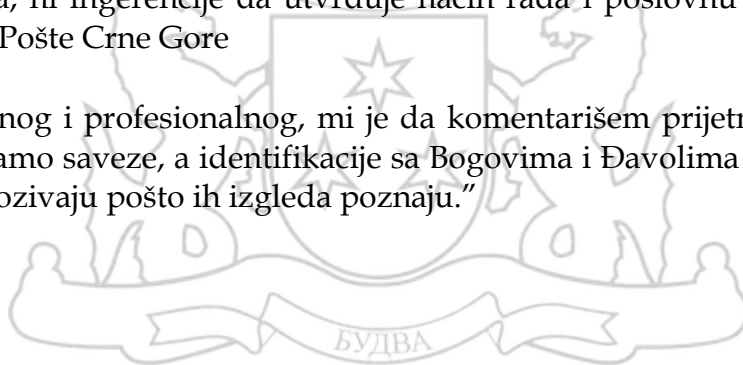 ni ingerencije da utvrđuje način rada i poslovnu
Pošte Crne Gore
nog i profesionalnog, mi je da komentarišem prijetn
amo saveze, a identifikacije sa Bogovima i Đavolima
ozivaju pošto ih izgleda poznaju.”
БУДВА